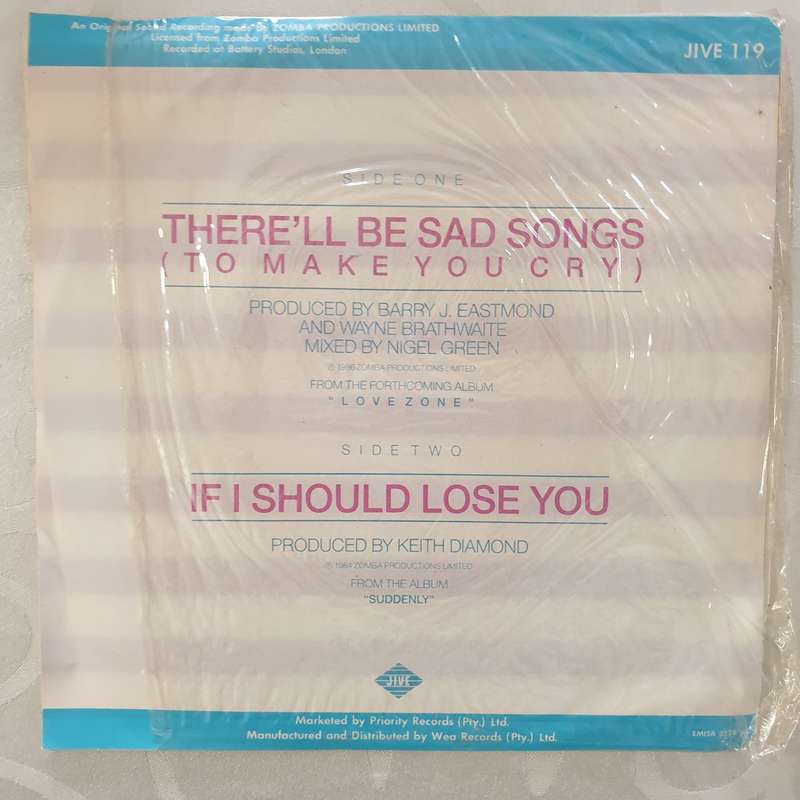 An Original Sound Recording made by ZOMBA PRODUCTIONS LIMITED
Licensed from Zomba Productions Limited
Recorded at Battery Studios, London
JIVE 119
SIDE ONE
THERE'LL BE SAD SONGS
(TO MAKE YOU CRY)
PRODUCED BY BARRY J. EASTMOND
AND WAYNE BRATHWAITE
MIXED BY NIGEL GREEN
℗ 1986 ZOMBA PRODUCTIONS LIMITED
FROM THE FORTHCOMING ALBUM
"LOVE ZONE"
SIDE TWO
IF I SHOULD LOSE YOU
PRODUCED BY KEITH DIAMOND
℗ 1984 ZOMBA PRODUCTIONS LIMITED
FROM THE ALBUM
"SUDDENLY"
JIVE
Marketed by Priority Records (Pty.) Ltd.
Manufactured and Distributed by Wea Records (Pty.) Ltd.
EMISA